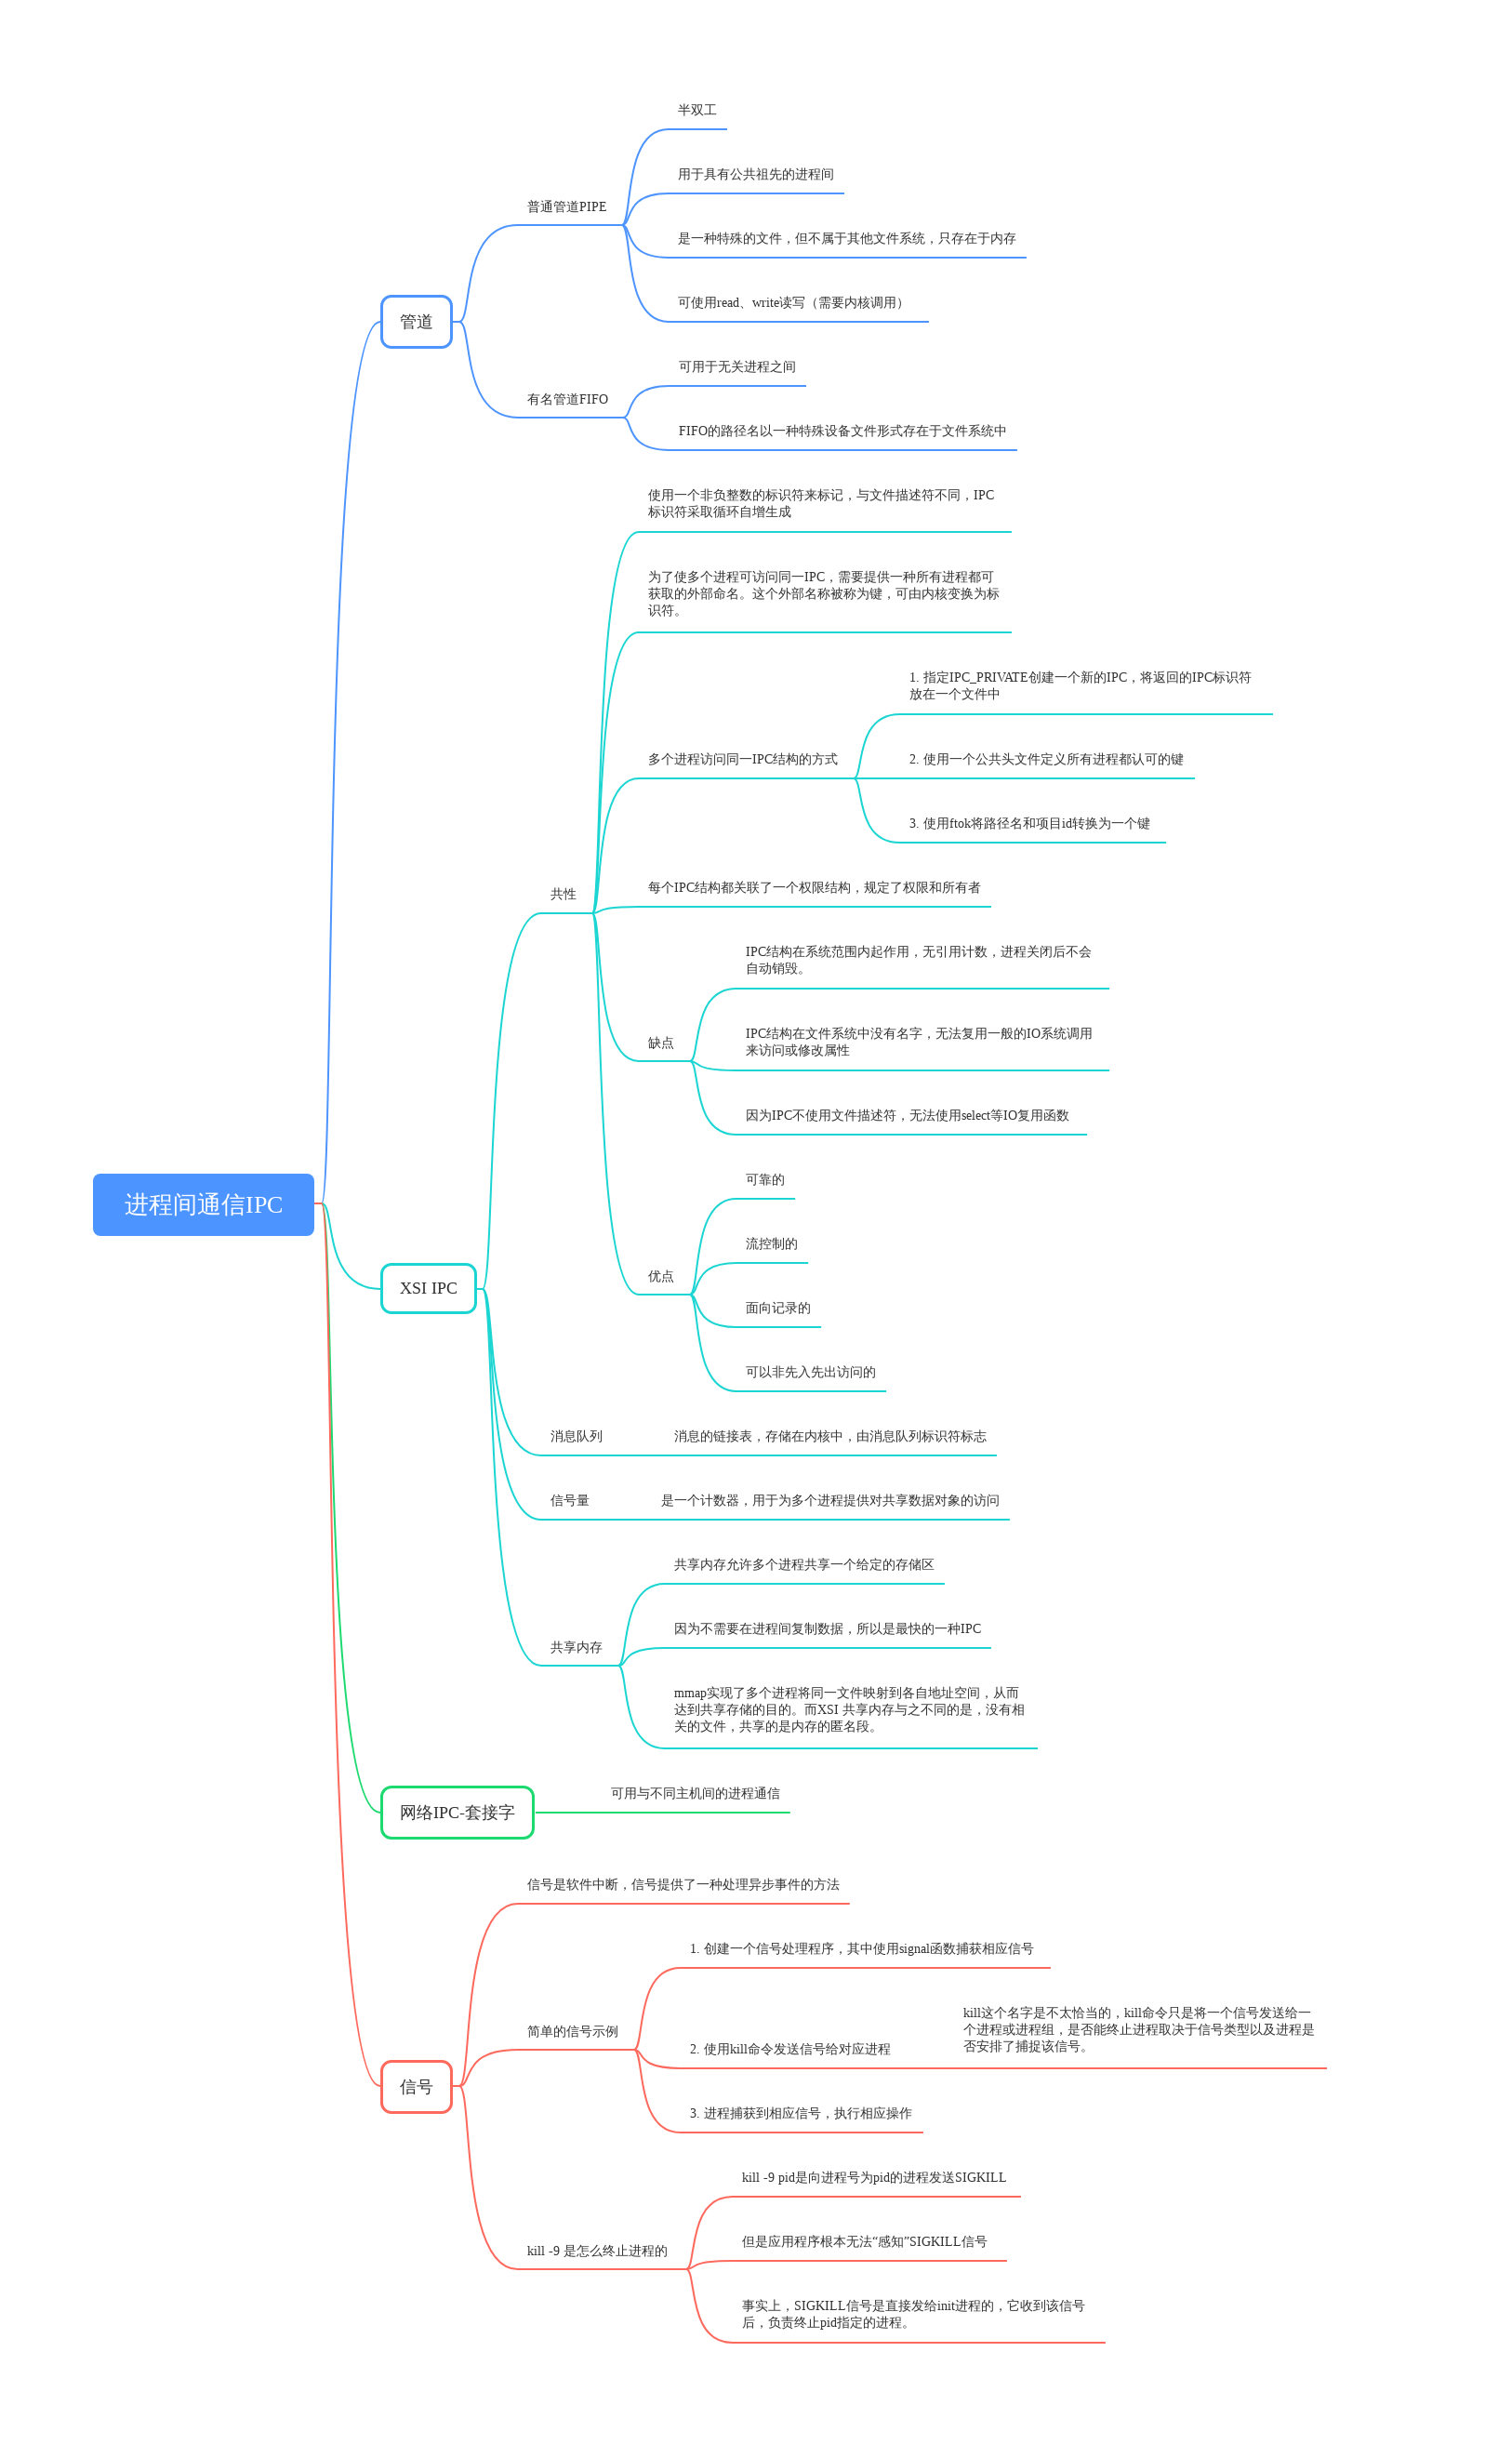 半双工
用于具有公共祖先的进程间
普通管道PIPE
是一种特殊的文件，但不属于其他文件系统，只存在于内存
可使用read、write读写（需要内核调用）
管道
可用于无关进程之间
有名管道FIFO
FIFO的路径名以一种特殊设备文件形式存在于文件系统中
使用一个非负整数的标识符来标记，与文件描述符不同，IPC
标识符采取循环自增生成
为了使多个进程可访问同一IPC，需要提供一种所有进程都可
获取的外部命名。这个外部名称被称为键，可由内核变换为标
识符。
1. 指定IPC_PRIVATE创建一个新的IPC，将返回的IPC标识符
放在一个文件中
多个进程访问同一IPC结构的方式
2. 使用一个公共头文件定义所有进程都认可的键
3. 使用ftok将路径名和项目id转换为一个键
共性
每个IPC结构都关联了一个权限结构，规定了权限和所有者
IPC结构在系统范围内起作用，无引用计数，进程关闭后不会
自动销毁。
缺点
IPC结构在文件系统中没有名字，无法复用一般的IO系统调用
来访问或修改属性
因为IPC不使用文件描述符，无法使用select等IO复用函数
可靠的
进程间通信IPC
流控制的
XSI IPC
优点
面向记录的
可以非先入先出访问的
消息队列
消息的链接表，存储在内核中，由消息队列标识符标志
信号量
是一个计数器，用于为多个进程提供对共享数据对象的访问
共享内存允许多个进程共享一个给定的存储区
共享内存
因为不需要在进程间复制数据，所以是最快的一种IPC
mmap实现了多个进程将同一文件映射到各自地址空间，从而
达到共享存储的目的。而XSI 共享内存与之不同的是，没有相
关的文件，共享的是内存的匿名段。
网络IPC-套接字
可用与不同主机间的进程通信
信号是软件中断，信号提供了一种处理异步事件的方法
1. 创建一个信号处理程序，其中使用signal函数捕获相应信号
简单的信号示例
2. 使用kill命令发送信号给对应进程
kill这个名字是不太恰当的，kill命令只是将一个信号发送给一
个进程或进程组，是否能终止进程取决于信号类型以及进程是
否安排了捕捉该信号。
信号
3. 进程捕获到相应信号，执行相应操作
kill -9 pid是向进程号为pid的进程发送SIGKILL
kill -9 是怎么终止进程的
但是应用程序根本无法“感知”SIGKILL信号
事实上，SIGKILL信号是直接发给init进程的，它收到该信号
后，负责终止pid指定的进程。